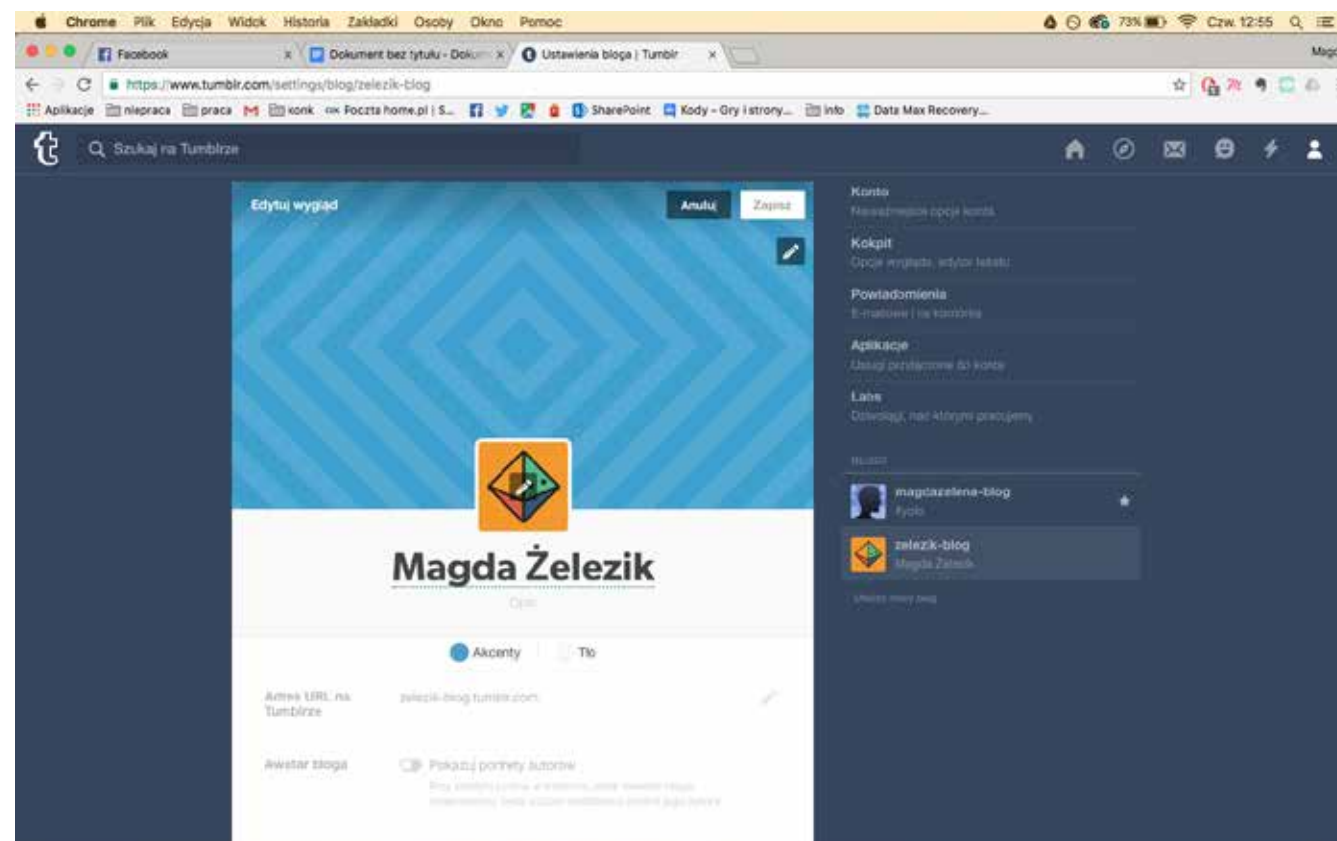 Chrome Plik Edycja Widok Historia Zakładki Osoby Okno Pomoc
73% Czw. 12:55
Facebook
Dokument bez tytułu - Dokum
Ustawienia bloga | Tumblr
https://www.tumblr.com/settings/blog/zelezik-blog
Aplikacje niepraca praca konk Poczta home.pl | S... SharePoint Kody - Gry i strony... info Data Max Recovery...
Szukaj na Tumblrze
Edytuj wygląd
Anuluj
Zapisz
Magda Żelezik
Opis
Akcenty
Tło
Adres URL na Tumblrze
zelezik-blog.tumblr.com
Awatar bloga
Pokazuj portrety autorów
Konto
Najważniejsze opcje konta
Kokpit
Opcje wyglądu, edytor tekstu
Powiadomienia
E-mailowe i na komórkę
Aplikacje
Usługi przyłączone do konta
Labs
Dziwolągi, nad którymi pracujemy
magdazelena-blog
#yolo
zelezik-blog
Magda Żelezik
Utwórz nowy blog